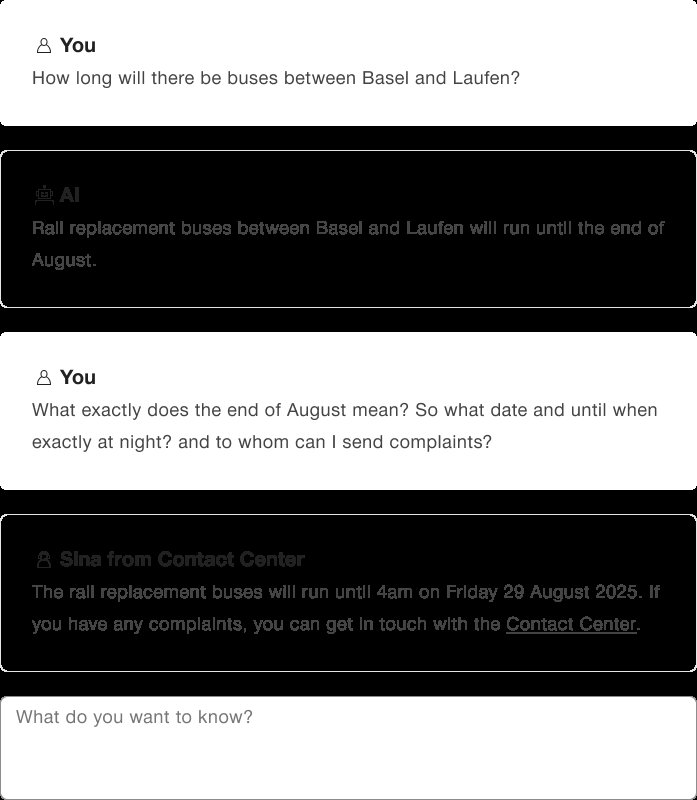 You
How long will there be buses between Basel and Laufen?
AI
Rail replacement buses between Basel and Laufen will run until the end of
August.
You
What exactly does the end of August mean? So what date and until when
exactly at night? and to whom can I send complaints?
Sina from Contact Center
The rail replacement buses will run until 4am on Friday 29 August 2025. If
you have any complaints, you can get in touch with the Contact Center.
What do you want to know?